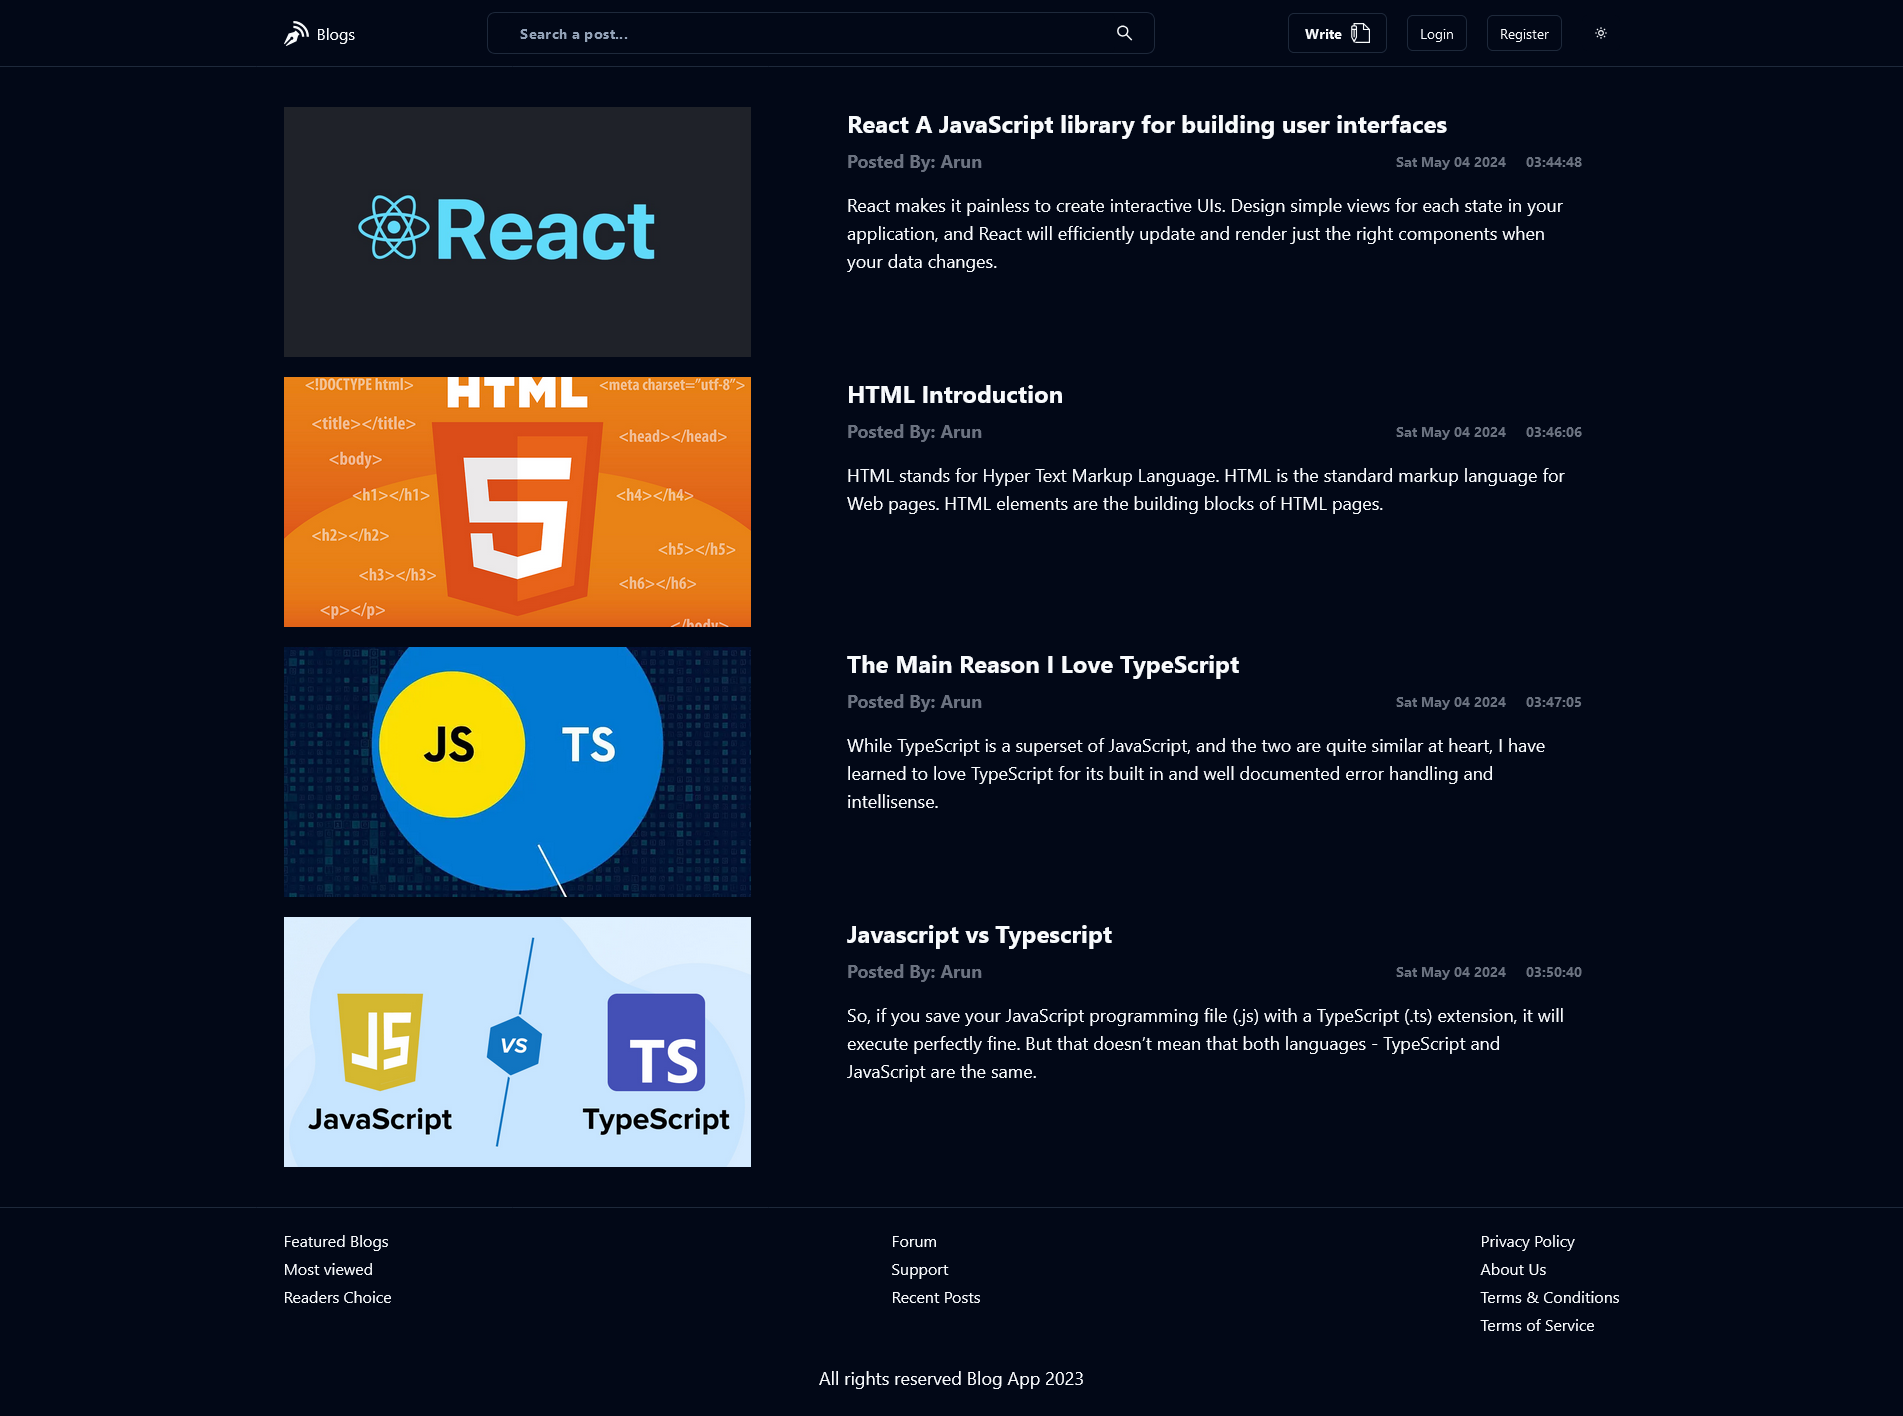 Blogs
Search a post...
Write
Login
Register
React
React A JavaScript library for building user interfaces
Posted By: Arun
Sat May 04 2024 03:44:48
React makes it painless to create interactive UIs. Design simple views for each state in your
application, and React will efficiently update and render just the right components when
your data changes.
<!DOCTYPE html>
HTML
<meta charset="utf-8">
<title></title>
<head></head>
<body>
<h1></h1>
<h4></h4>
<h2></h2>
<h5></h5>
<h3></h3>
<h6></h6>
<p></p>
</body>
HTML Introduction
Posted By: Arun
Sat May 04 2024 03:46:06
HTML stands for Hyper Text Markup Language. HTML is the standard markup language for
Web pages. HTML elements are the building blocks of HTML pages.
JS
TS
The Main Reason I Love TypeScript
Posted By: Arun
Sat May 04 2024 03:47:05
While TypeScript is a superset of JavaScript, and the two are quite similar at heart, I have
learned to love TypeScript for its built in and well documented error handling and
intellisense.
JS
VS
TS
JavaScript
TypeScript
Javascript vs Typescript
Posted By: Arun
Sat May 04 2024 03:50:40
So, if you save your JavaScript programming file (.js) with a TypeScript (.ts) extension, it will
execute perfectly fine. But that doesn’t mean that both languages - TypeScript and
JavaScript are the same.
Featured Blogs
Most viewed
Readers Choice
Forum
Support
Recent Posts
Privacy Policy
About Us
Terms & Conditions
Terms of Service
All rights reserved Blog App 2023